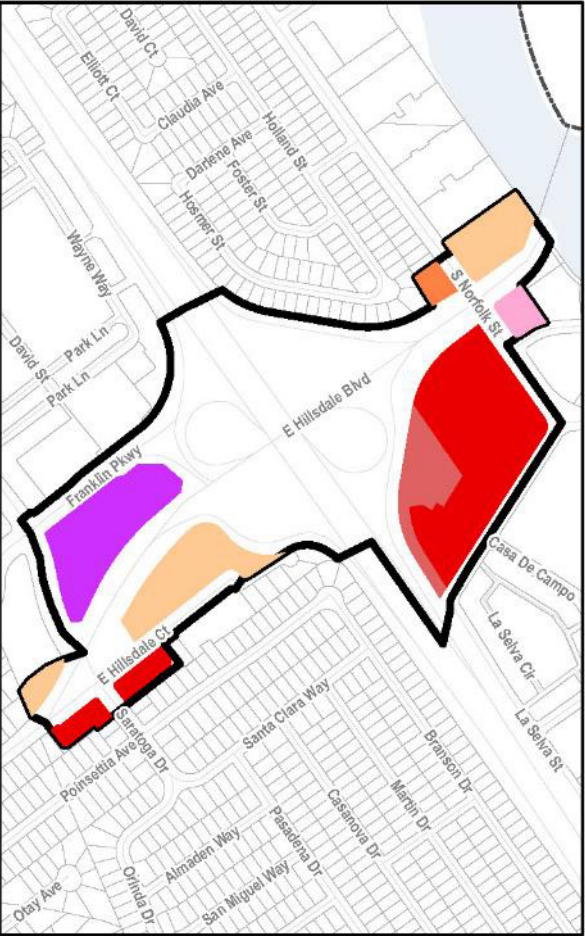 David Ct
Elliott Ct
Claudia Ave
Holland St
Darlene Ave
Foster St
Hosmer St
Wayne Way
S Norfolk St
Park Ln
David St
Park Ln
E Hillsdale Blvd
Franklin Pkwy
Casa De Campo
La Selva Cir
E Hillsdale Ct
Santa Clara Way
Saratoga Dr
La Selva St
Poinsettia Ave
Branson Dr
Martin Dr
Casanova Dr
Pasadena Dr
Almaden Way
San Miguel Way
Orinda Dr
Otay Ave